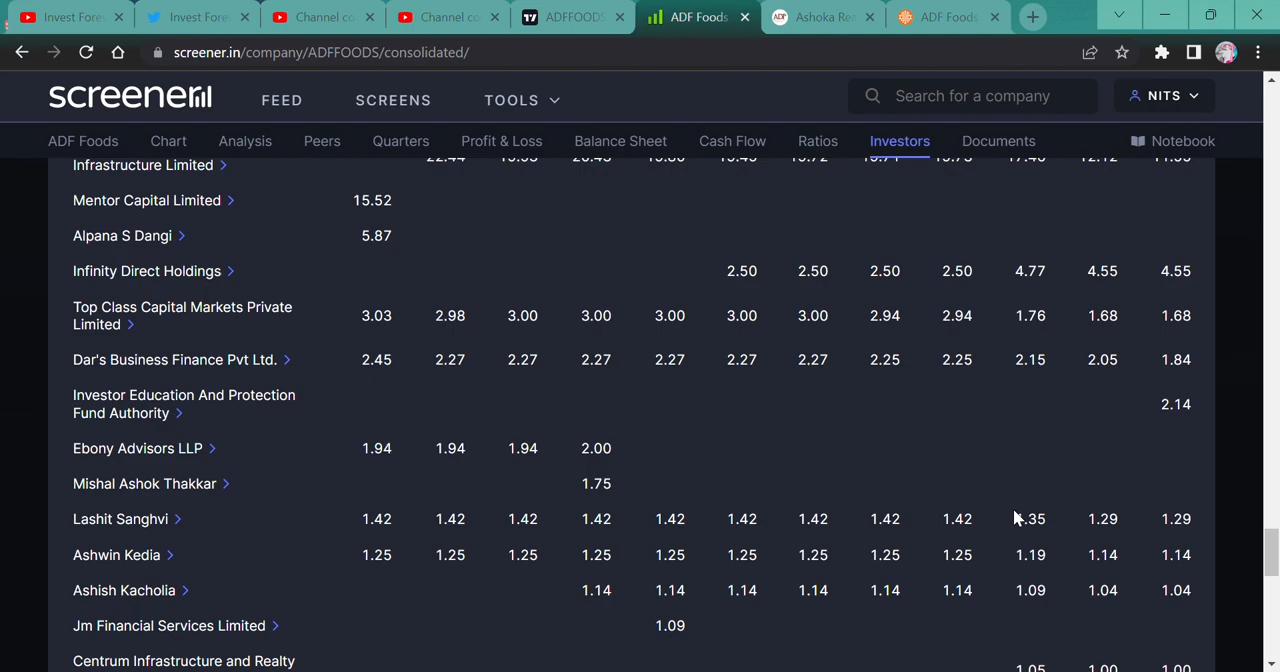 Invest Fore
Invest Fore
Channel co
Channel co
ADFFOODS
ADF Foods
Ashoka Rea
ADF Foods
screener.in/company/ADFFOODS/consolidated/
screener
FEED
SCREENS
TOOLS
Search for a company
NITS
ADF Foods
Chart
Analysis
Peers
Quarters
Profit & Loss
Balance Sheet
Cash Flow
Ratios
Investors
Documents
Notebook
Infrastructure Limited
Mentor Capital Limited 15.52
Alpana S Dangi 5.87
Infinity Direct Holdings 2.50 2.50 2.50 2.50 4.77 4.55 4.55
Top Class Capital Markets Private
Limited 3.03 2.98 3.00 3.00 3.00 3.00 3.00 2.94 2.94 1.76 1.68 1.68
Dar's Business Finance Pvt Ltd. 2.45 2.27 2.27 2.27 2.27 2.27 2.27 2.25 2.25 2.15 2.05 1.84
Investor Education And Protection
Fund Authority 2.14
Ebony Advisors LLP 1.94 1.94 1.94 2.00
Mishal Ashok Thakkar 1.75
Lashit Sanghvi 1.42 1.42 1.42 1.42 1.42 1.42 1.42 1.42 1.42 .35 1.29 1.29
Ashwin Kedia 1.25 1.25 1.25 1.25 1.25 1.25 1.25 1.25 1.25 1.19 1.14 1.14
Ashish Kacholia 1.14 1.14 1.14 1.14 1.14 1.14 1.09 1.04 1.04
Jm Financial Services Limited 1.09
Centrum Infrastructure and Realty
1.05 1.00 1.00